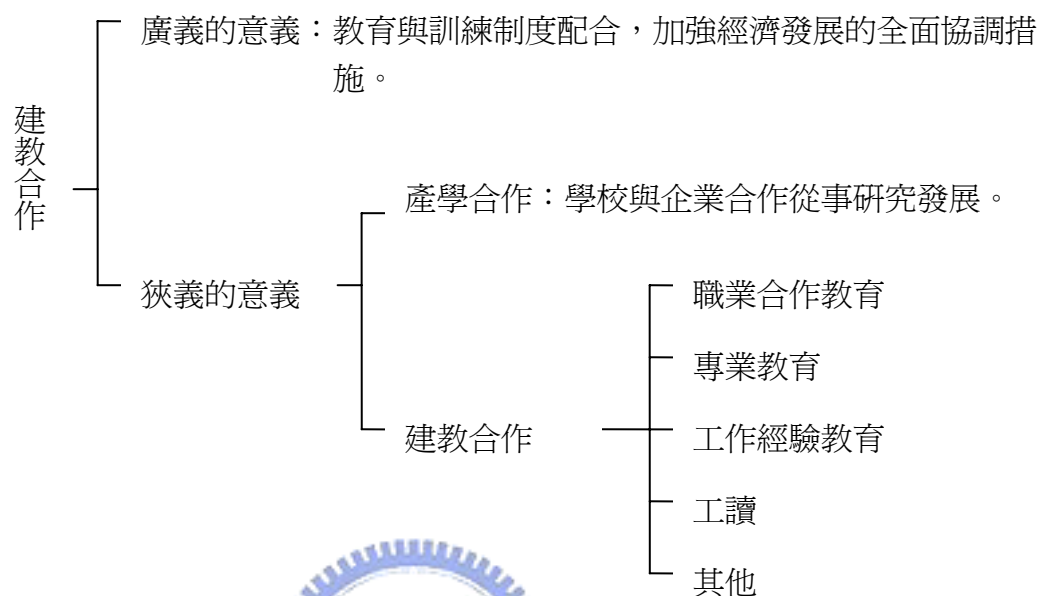 建教合作
廣義的意義：教育與訓練制度配合，加強經濟發展的全面協調措
施。
狹義的意義
產學合作：學校與企業合作從事研究發展。
建教合作
職業合作教育
專業教育
工作經驗教育
工讀
其他